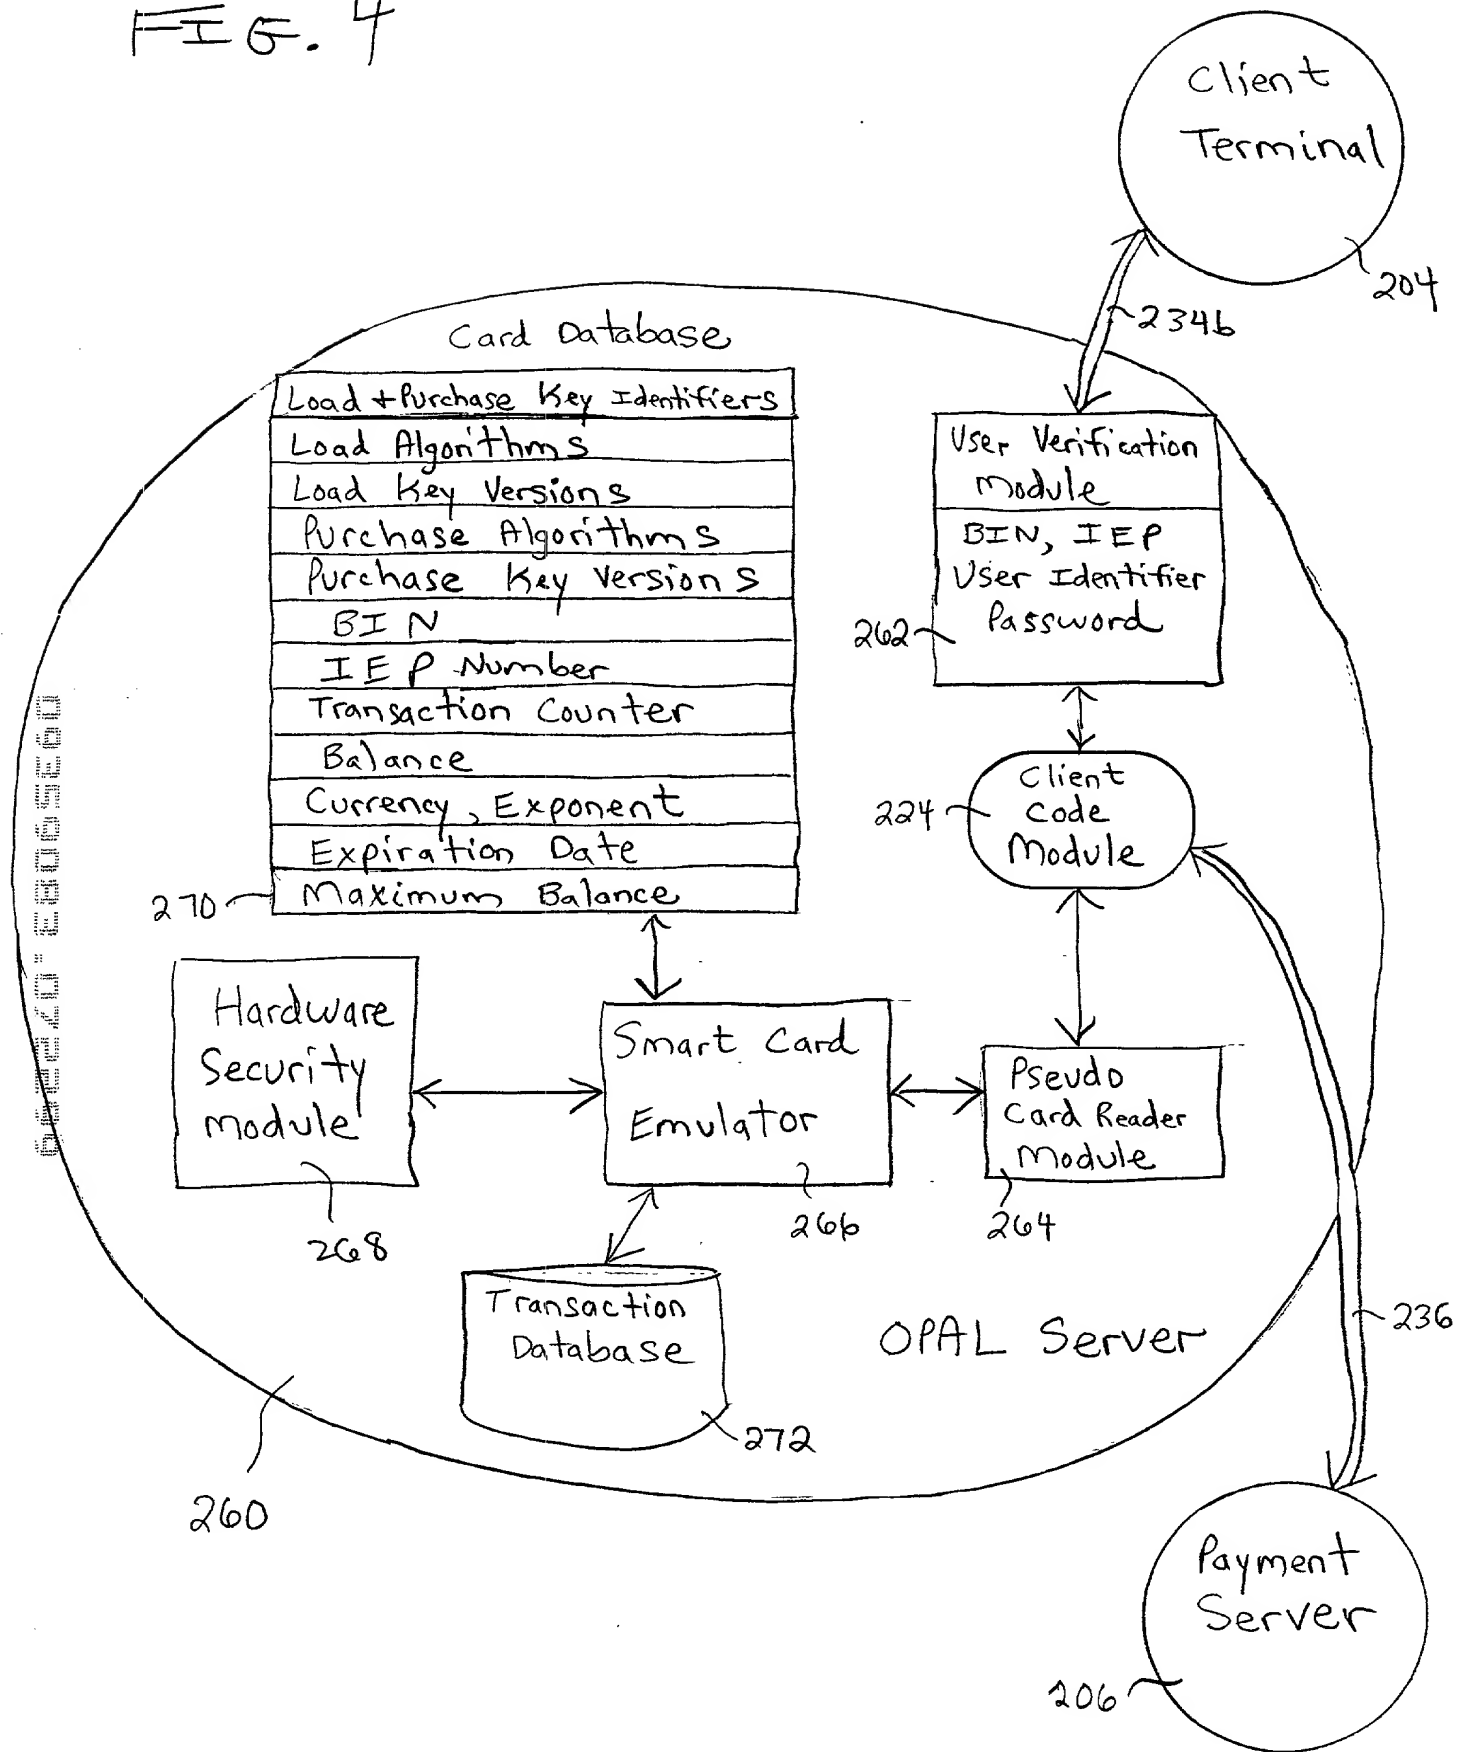 FIG. 4
Client
Terminal
204
234b
Card Database
Load + Purchase Key Identifiers
Load Algorithms
Load Key Versions
Purchase Algorithms
Purchase Key Versions
BIN
IEP Number
Transaction Counter
Balance
Currency, Exponent
Expiration Date
Maximum Balance
270
User Verification
Module
BIN, IEP
User Identifier
Password
262
Client
Code
Module
224
Hardware
Security
Module
268
Smart Card
Emulator
266
Pseudo
Card Reader
Module
264
Transaction
Database
272
OPAL Server
236
260
Payment
Server
206